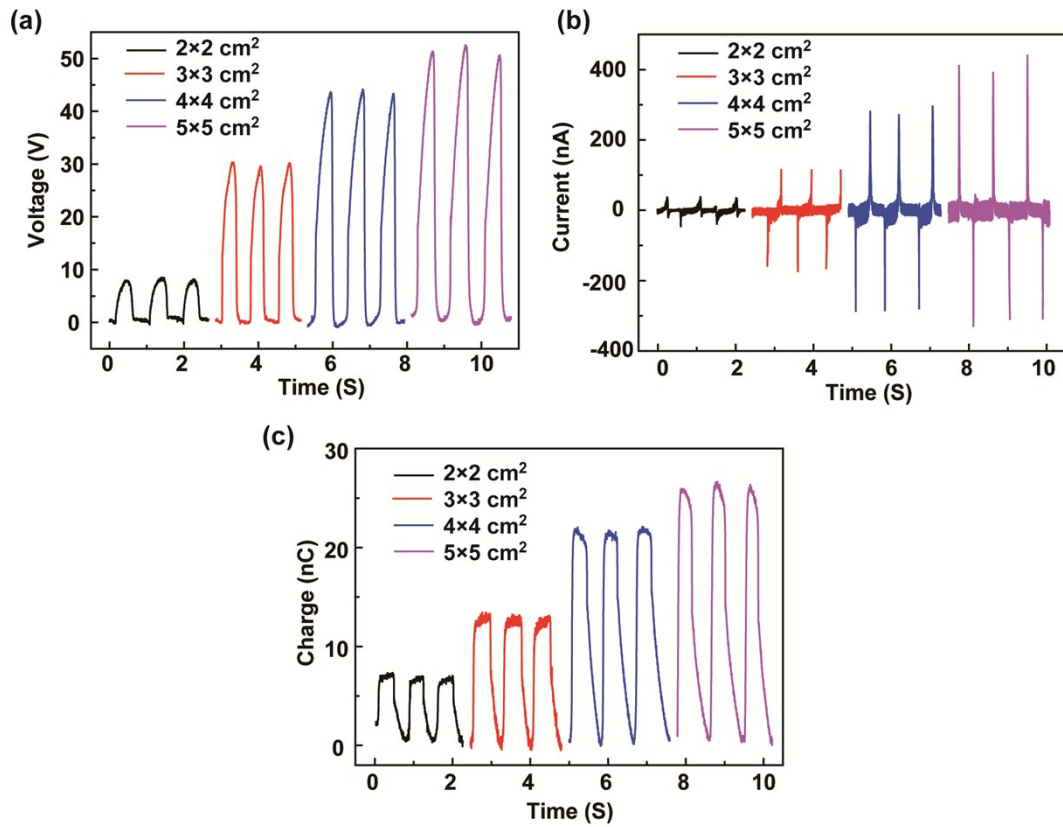 (a)
2×2 cm²
3×3 cm²
4×4 cm²
5×5 cm²
Voltage (V)
50
40
30
20
10
0
0 2 4 6 8 10
Time (S)
(b)
2×2 cm²
3×3 cm²
4×4 cm²
5×5 cm²
Current (nA)
400
200
0
-200
-400
0 2 4 6 8 10
Time (S)
(c)
2×2 cm²
3×3 cm²
4×4 cm²
5×5 cm²
Charge (nC)
30
20
10
0
0 2 4 6 8 10
Time (S)